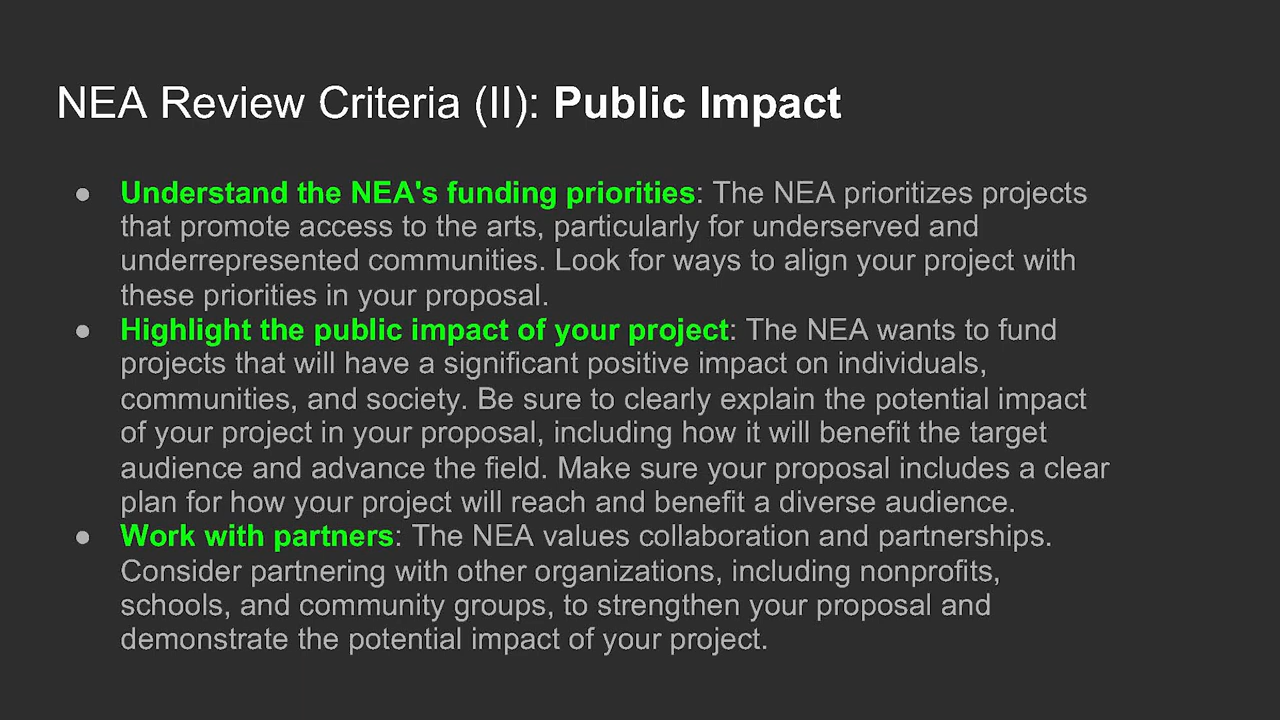 NEA Review Criteria (II): Public Impact
● Understand the NEA's funding priorities: The NEA prioritizes projects
that promote access to the arts, particularly for underserved and
underrepresented communities. Look for ways to align your project with
these priorities in your proposal.
● Highlight the public impact of your project: The NEA wants to fund
projects that will have a significant positive impact on individuals,
communities, and society. Be sure to clearly explain the potential impact
of your project in your proposal, including how it will benefit the target
audience and advance the field. Make sure your proposal includes a clear
plan for how your project will reach and benefit a diverse audience.
● Work with partners: The NEA values collaboration and partnerships.
Consider partnering with other organizations, including nonprofits,
schools, and community groups, to strengthen your proposal and
demonstrate the potential impact of your project.